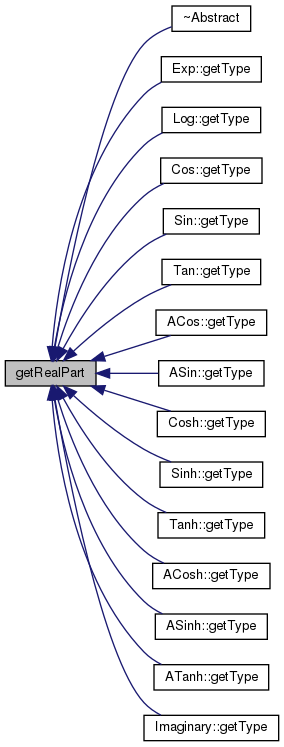 ~Abstract
Exp::getType
Log::getType
Cos::getType
Sin::getType
Tan::getType
ACos::getType
getRealPart
ASin::getType
Cosh::getType
Sinh::getType
Tanh::getType
ACosh::getType
ASinh::getType
ATanh::getType
Imaginary::getType